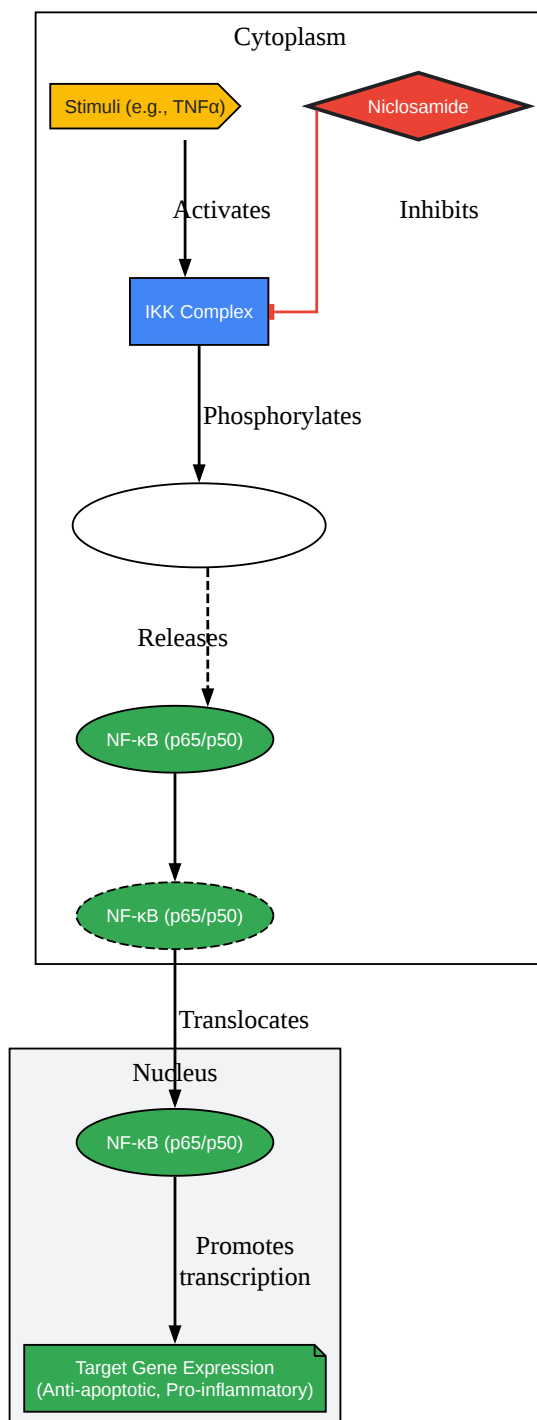 Cytoplasm
Stimuli (e.g., TNFα)
Niclosamide
Activates
Inhibits
IKK Complex
Phosphorylates
Releases
NF-κB (p65/p50)
NF-κB (p65/p50)
Translocates
Nucleus
NF-κB (p65/p50)
Promotes
transcription
Target Gene Expression
(Anti-apoptotic, Pro-inflammatory)